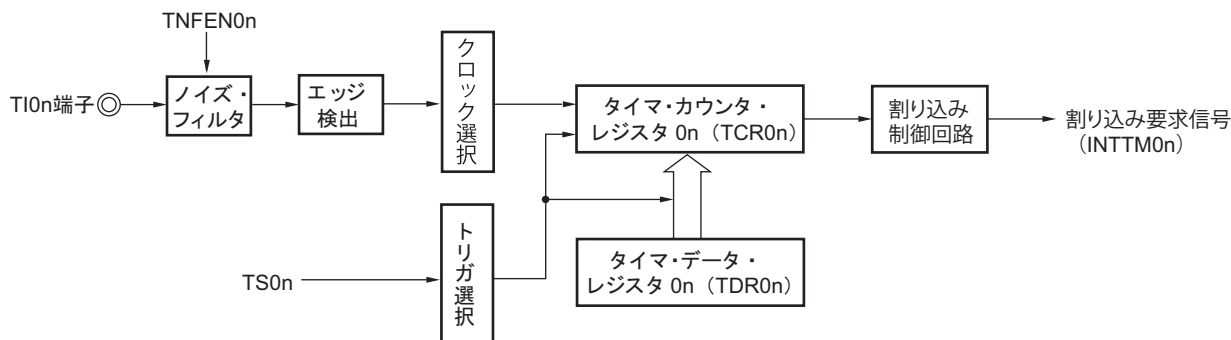 TNFEN0n
TI0n端子
ノイズ・
フィルタ
エッジ
検出
クロック選択
タイマ・カウンタ・
レジスタ 0n（TCR0n）
割り込み
制御回路
割り込み要求信号
（INTTM0n）
TS0n
トリガ選択
タイマ・データ・
レジスタ 0n（TDR0n）